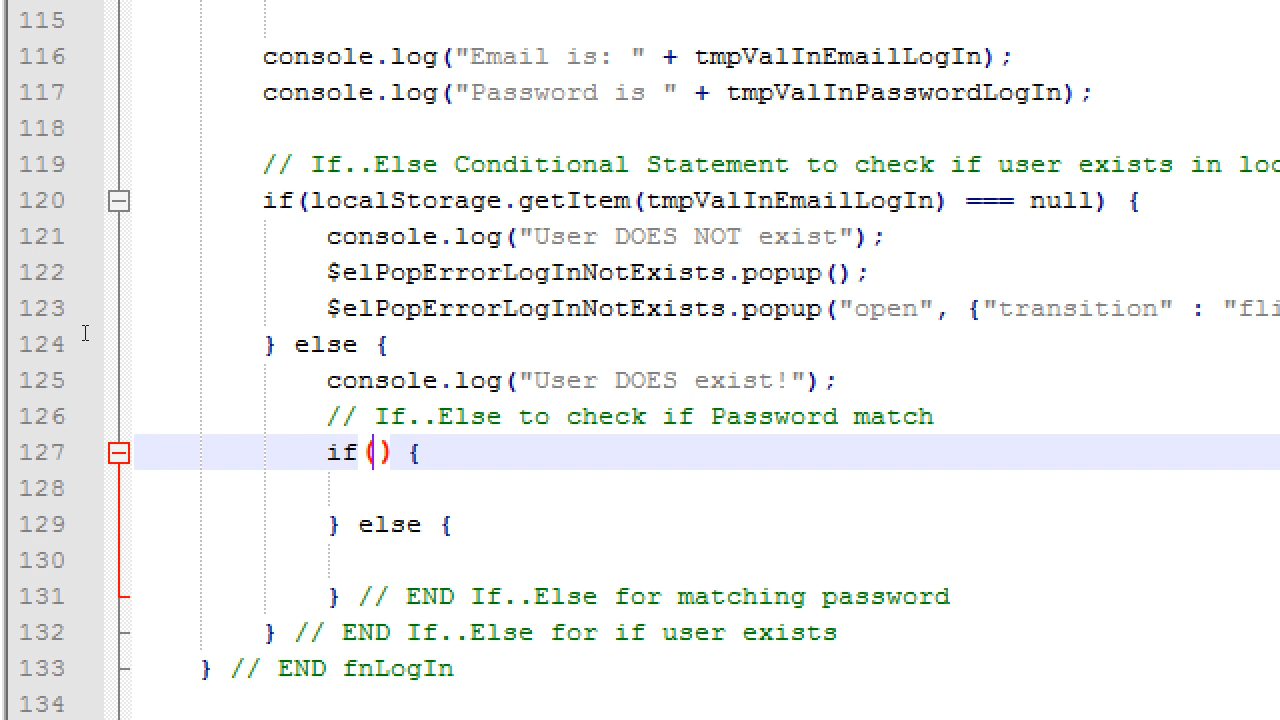 115
116 console.log("Email is: " + tmpValInEmailLogIn);
117 console.log("Password is " + tmpValInPasswordLogIn);
118
119 // If..Else Conditional Statement to check if user exists in loc
120 if(localStorage.getItem(tmpValInEmailLogIn) === null) {
121 console.log("User DOES NOT exist");
122 $elPopErrorLogInNotExists.popup();
123 $elPopErrorLogInNotExists.popup("open", {"transition" : "fli
124 } else {
125 console.log("User DOES exist!");
126 // If..Else to check if Password match
127 if() {
128
129 } else {
130
131 } // END If..Else for matching password
132 } // END If..Else for if user exists
133 } // END fnLogIn
134